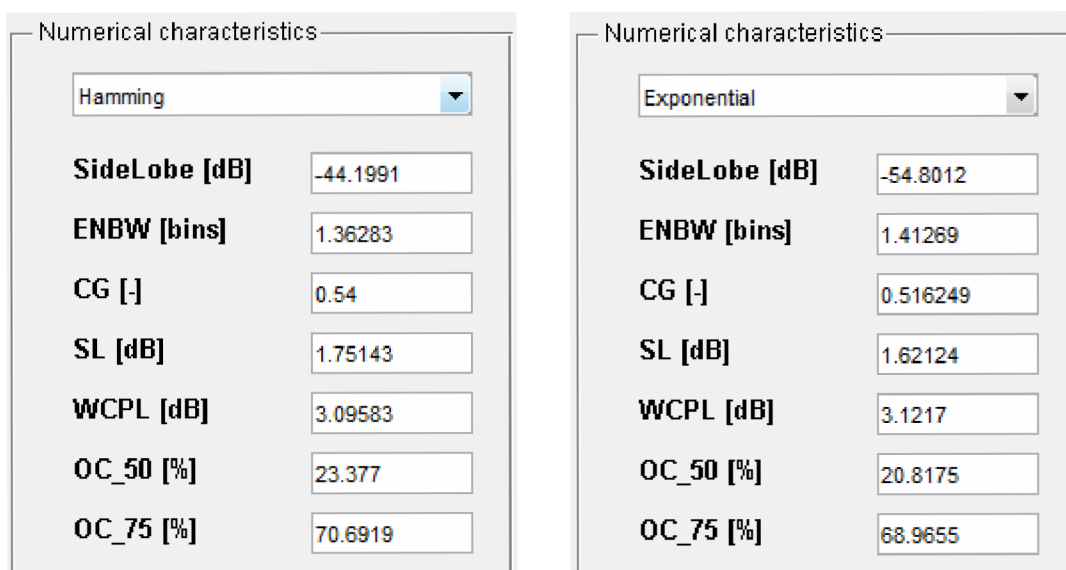 Numerical characteristics
Hamming
SideLobe [dB] -44.1991
ENBW [bins] 1.36283
CG [-] 0.54
SL [dB] 1.75143
WCPL [dB] 3.09583
OC_50 [%] 23.377
OC_75 [%] 70.6919
Numerical characteristics
Exponential
SideLobe [dB] -54.8012
ENBW [bins] 1.41269
CG [-] 0.516249
SL [dB] 1.62124
WCPL [dB] 3.1217
OC_50 [%] 20.8175
OC_75 [%] 68.9655